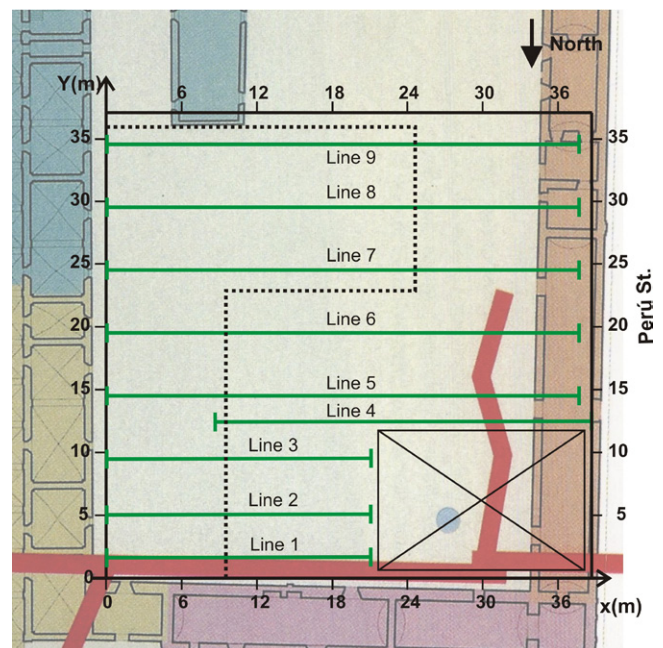 North
Y(m)
6 12 18 24 30 36
35 35
Line 9
30 Line 8 30
25 Line 7 25
Perú St.
20 Line 6 20
15 Line 5 15
Line 4
10 Line 3 10
5 Line 2 5
Line 1
0
0 6 12 18 24 30 36 x(m)